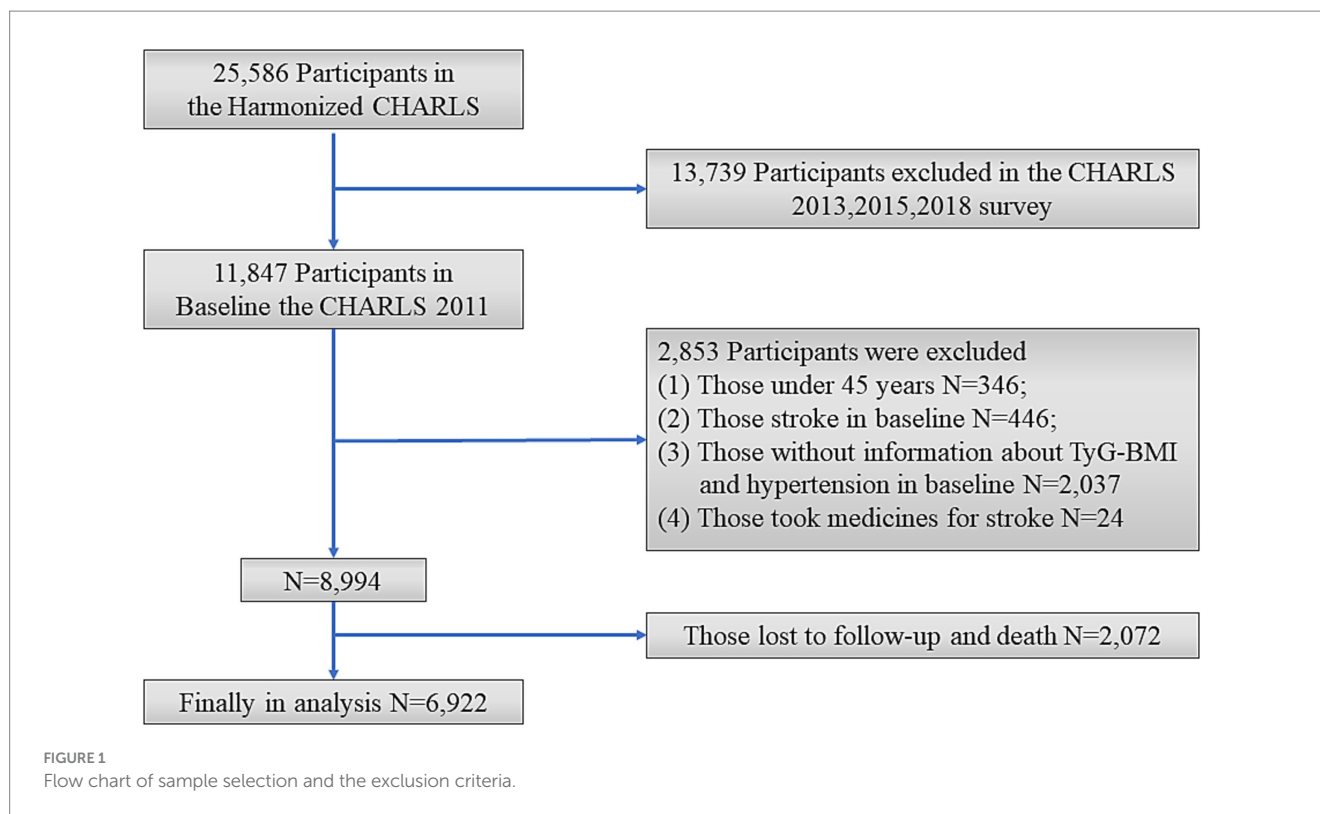 25,586 Participants in
the Harmonized CHARLS
13,739 Participants excluded in the CHARLS
2013,2015,2018 survey
11,847 Participants in
Baseline the CHARLS 2011
2,853 Participants were excluded
(1) Those under 45 years N=346;
(2) Those stroke in baseline N=446;
(3) Those without information about TyG-BMI
and hypertension in baseline N=2,037
(4) Those took medicines for stroke N=24
N=8,994
Those lost to follow-up and death N=2,072
Finally in analysis N=6,922
FIGURE 1
Flow chart of sample selection and the exclusion criteria.